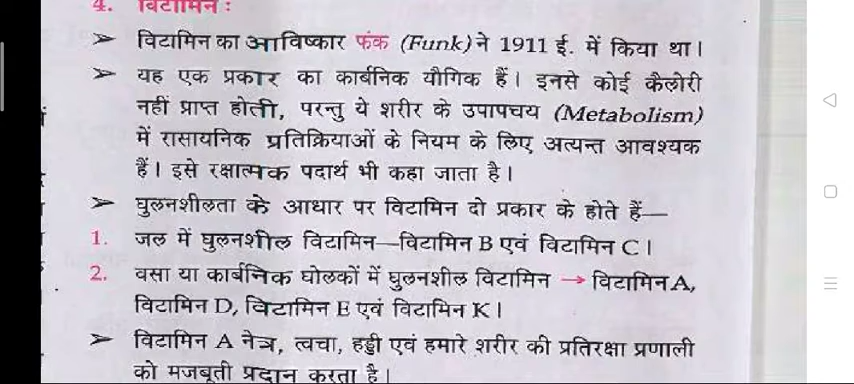 4. विटामिन :
➢ विटामिन का आविष्कार फंक (Funk) ने 1911 ई. में किया था।
➢ यह एक प्रकार का कार्बनिक यौगिक हैं। इनसे कोई कैलोरी
नहीं प्राप्त होती, परन्तु ये शरीर के उपापचय (Metabolism)
में रासायनिक प्रतिक्रियाओं के नियम के लिए अत्यन्त आवश्यक
हैं। इसे रक्षात्मक पदार्थ भी कहा जाता है।
➢ घुलनशीलता के आधार पर विटामिन दो प्रकार के होते हैं—
1. जल में घुलनशील विटामिन—विटामिन B एवं विटामिन C।
2. वसा या कार्बनिक घोलकों में घुलनशील विटामिन → विटामिन A,
विटामिन D, विटामिन E एवं विटामिन K।
➢ विटामिन A नेत्र, त्वचा, हड्डी एवं हमारे शरीर की प्रतिरक्षा प्रणाली
को मजबूती प्रदान करता है।